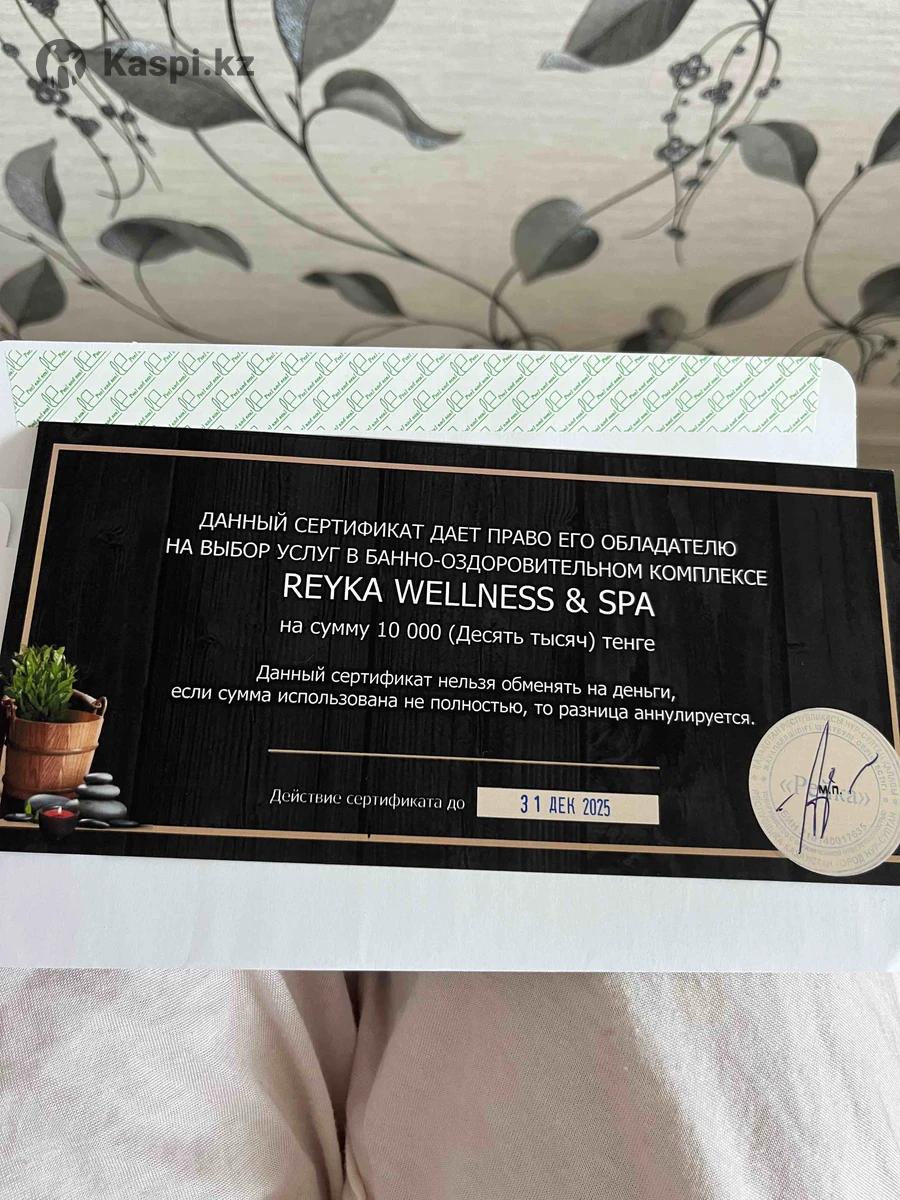 Kaspi.kz
ДАННЫЙ СЕРТИФИКАТ ДАЕТ ПРАВО ЕГО ОБЛАДАТЕЛЮ
НА ВЫБОР УСЛУГ В БАННО-ОЗДОРОВИТЕЛЬНОМ КОМПЛЕКСЕ
REYKA WELLNESS & SPA
на сумму 10 000 (Десять тысяч) тенге
Данный сертификат нельзя обменять на деньги,
если сумма использована не полностью, то разница аннулируется.
Действие сертификата до
31 ДЕК 2025
«Рейка»
м.п.